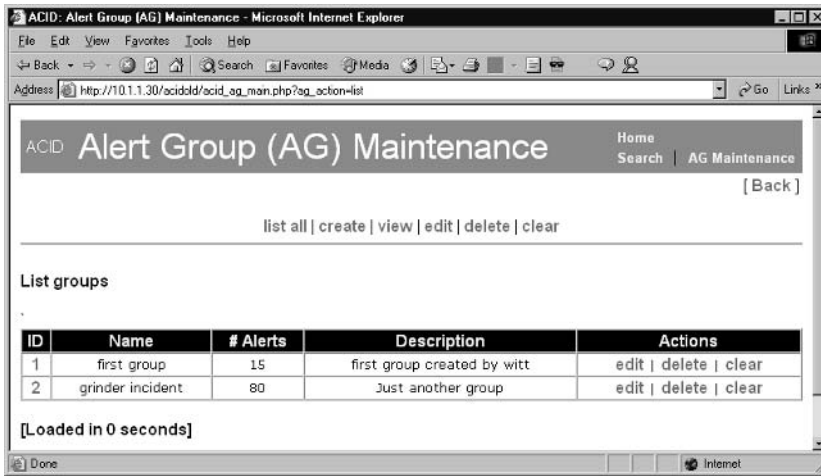 ACID: Alert Group (AG) Maintenance - Microsoft Internet Explorer
File Edit View Favorites Tools Help
Back Search Favorites Media
Address http://10.1.1.30/acidold/acid_ag_main.php?ag_action=list Go Links »
ACID Alert Group (AG) Maintenance
Home
Search | AG Maintenance
[ Back ]
list all | create | view | edit | delete | clear
List groups
.
ID Name # Alerts Description Actions
1 first group 15 first group created by witt edit | delete | clear
2 grinder incident 80 Just another group edit | delete | clear
[Loaded in 0 seconds]
Done Internet